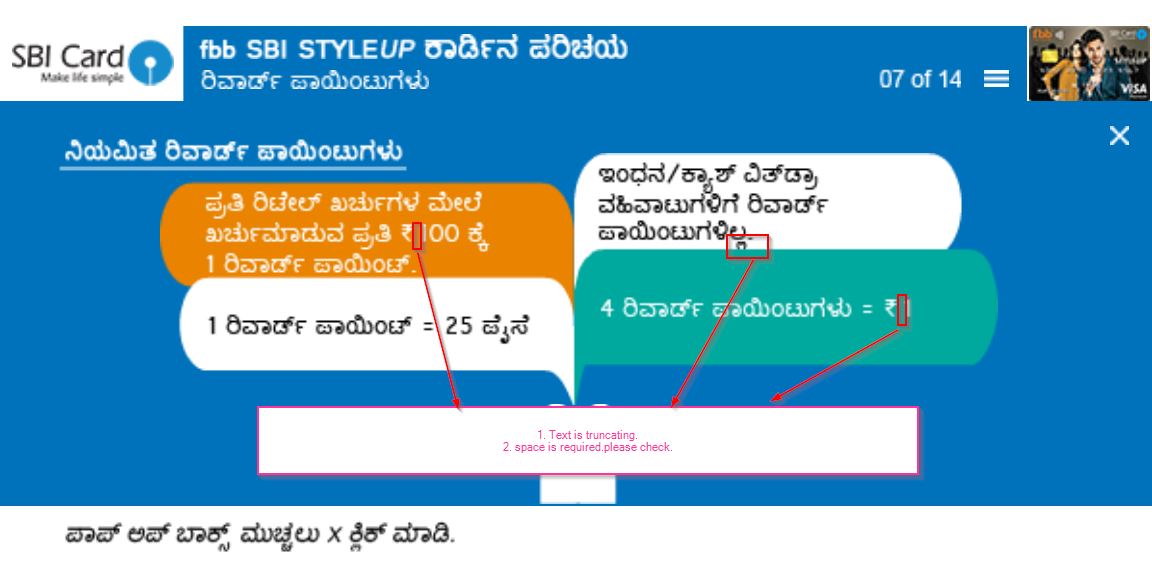 SBI Card
Make life simple
fbb SBI STYLEUP ಕಾರ್ಡಿನ ಪರಿಚಯ
ರಿವಾರ್ಡ್ ಪಾಯಿಂಟುಗಳು
07 of 14
fbb
SBI Card
STYLEUP
VISA
ನಿಯಮಿತ ರಿವಾರ್ಡ್ ಪಾಯಿಂಟುಗಳು
ಪ್ರತಿ ರಿಟೇಲ್ ಖರ್ಚುಗಳ ಮೇಲೆ
ಖರ್ಚುಮಾಡುವ ಪ್ರತಿ ₹100 ಕ್ಕೆ
1 ರಿವಾರ್ಡ್ ಪಾಯಿಂಟ್.
ಇಂಧನ/ಕ್ಯಾಶ್ ವಿತ್‌ಡ್ರಾ
ವಹಿವಾಟುಗಳಿಗೆ ರಿವಾರ್ಡ್
ಪಾಯಿಂಟುಗಳಿಲ್ಲ.
1 ರಿವಾರ್ಡ್ ಪಾಯಿಂಟ್ = 25 ಪೈಸೆ
4 ರಿವಾರ್ಡ್ ಪಾಯಿಂಟುಗಳು = ₹1
1. Text is truncating.
2. space is required.please check.
ಪಾಪ್ ಅಪ್ ಬಾಕ್ಸ್ ಮುಚ್ಚಲು X ಕ್ಲಿಕ್ ಮಾಡಿ.